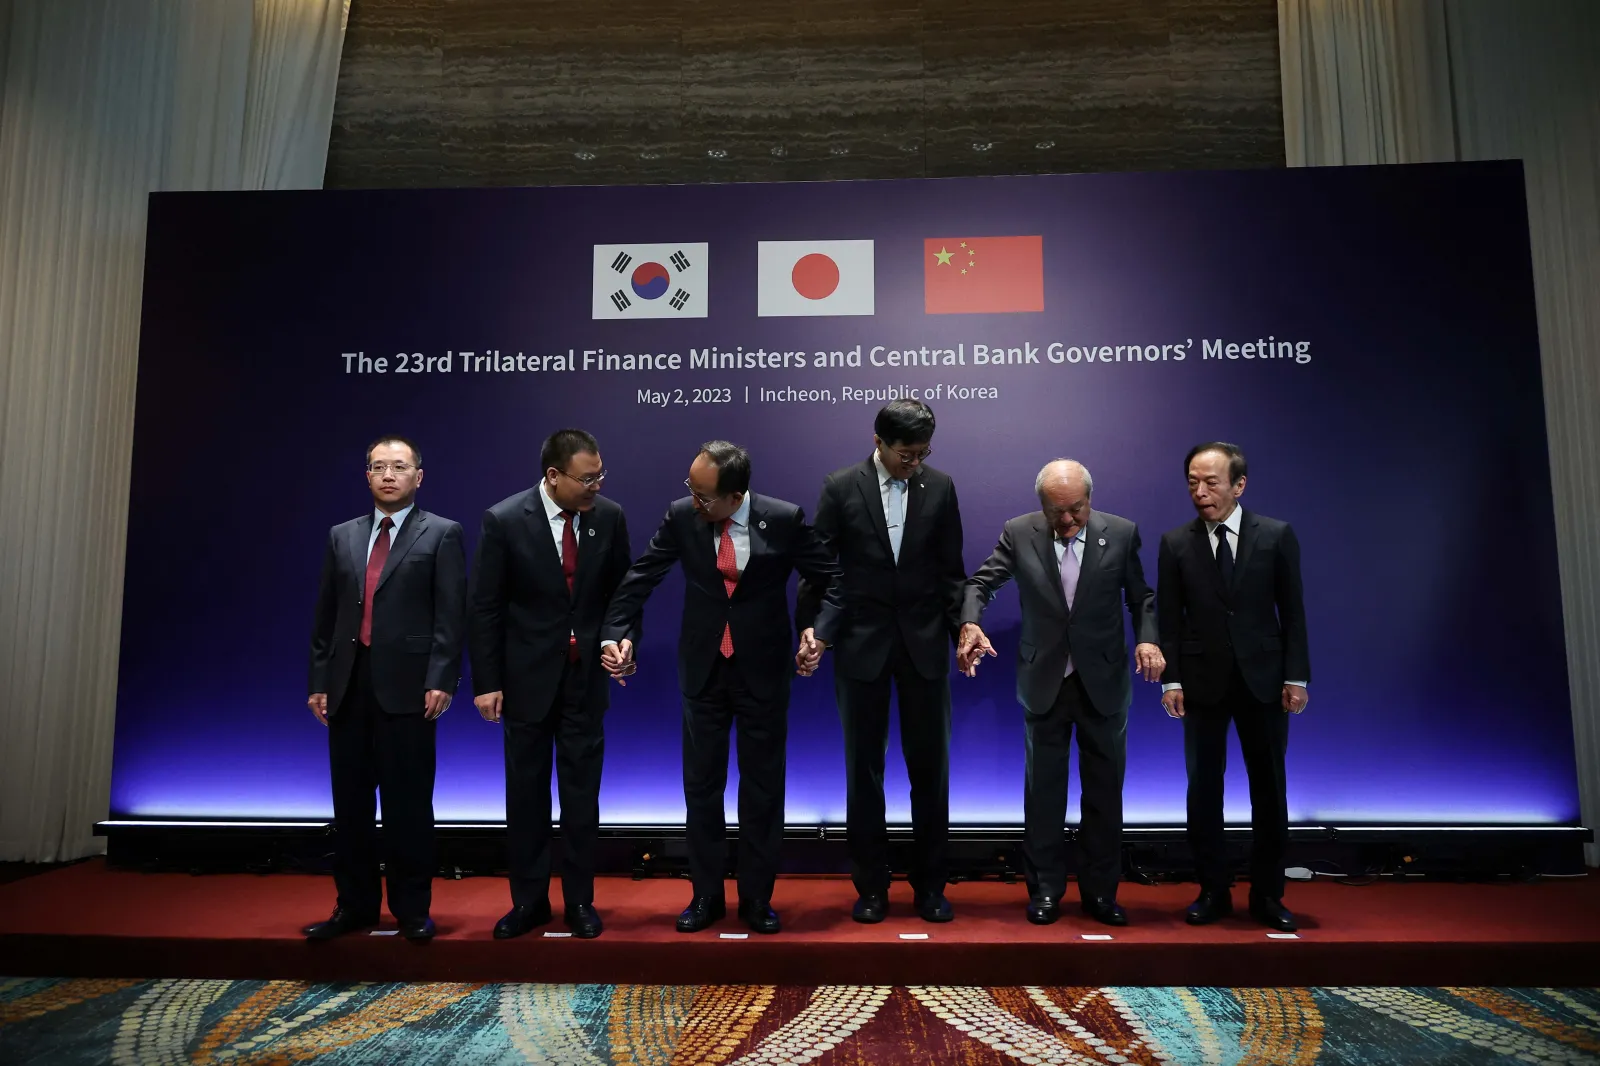 The 23rd Trilateral Finance Ministers and Central Bank Governors' Meeting
May 2, 2023 | Incheon, Republic of Korea